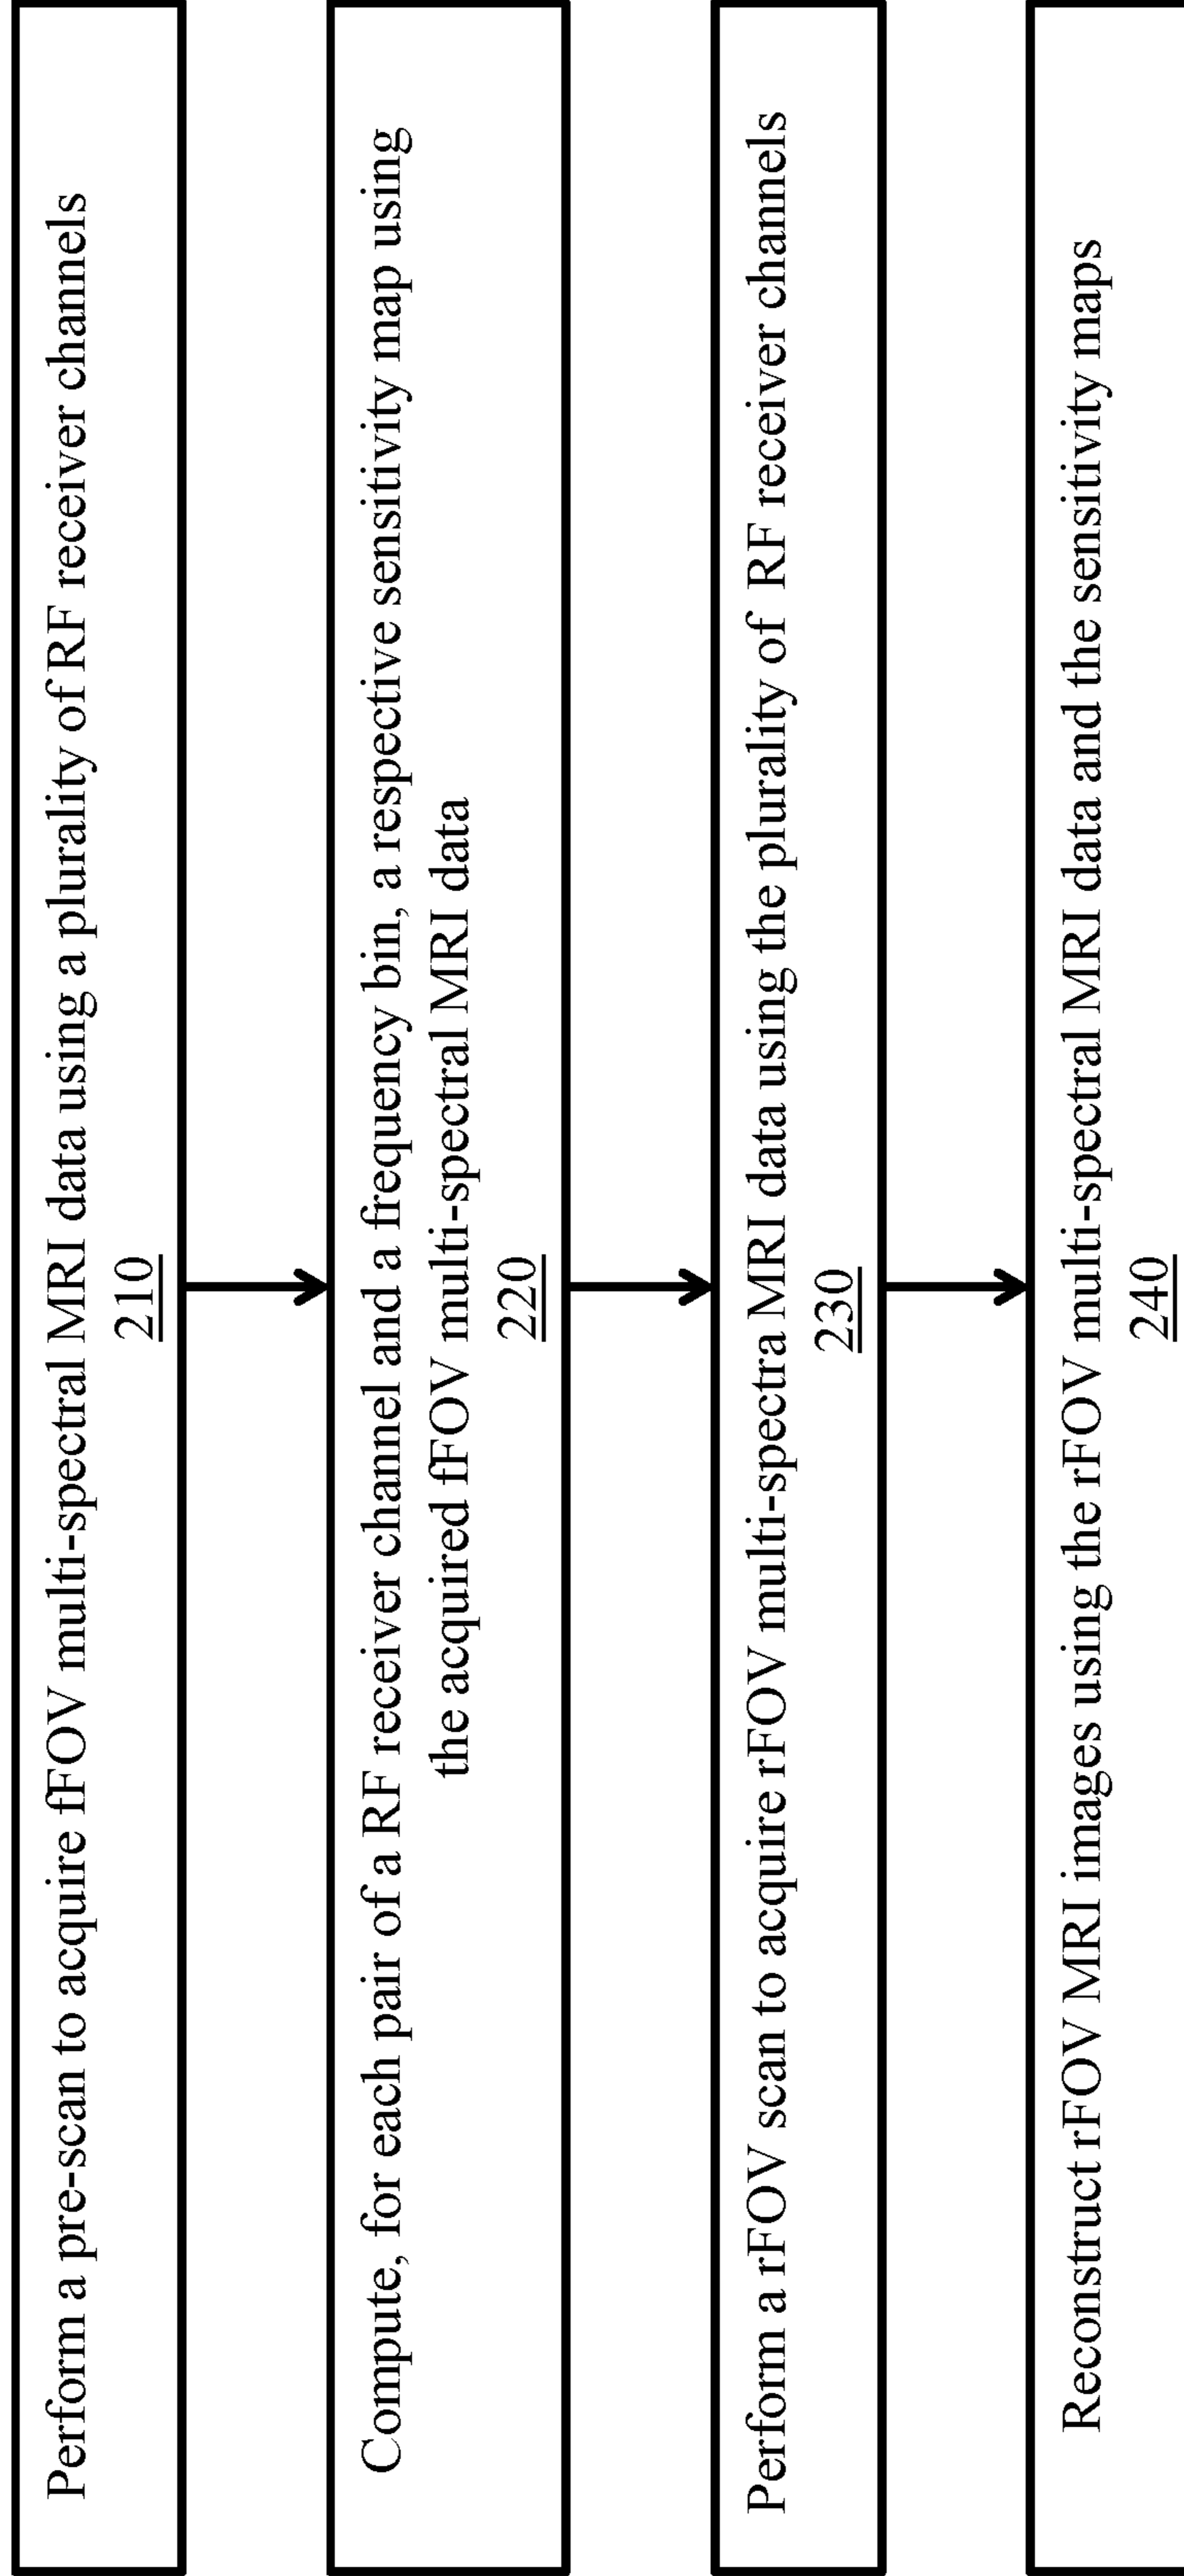 Perform a pre-scan to acquire fFOV multi-spectral MRI data using a plurality of RF receiver channels
210
Compute, for each pair of a RF receiver channel and a frequency bin, a respective sensitivity map using
the acquired fFOV multi-spectral MRI data
220
Perform a rFOV scan to acquire rFOV multi-spectra MRI data using the plurality of RF receiver channels
230
Reconstruct rFOV MRI images using the rFOV multi-spectral MRI data and the sensitivity maps
240